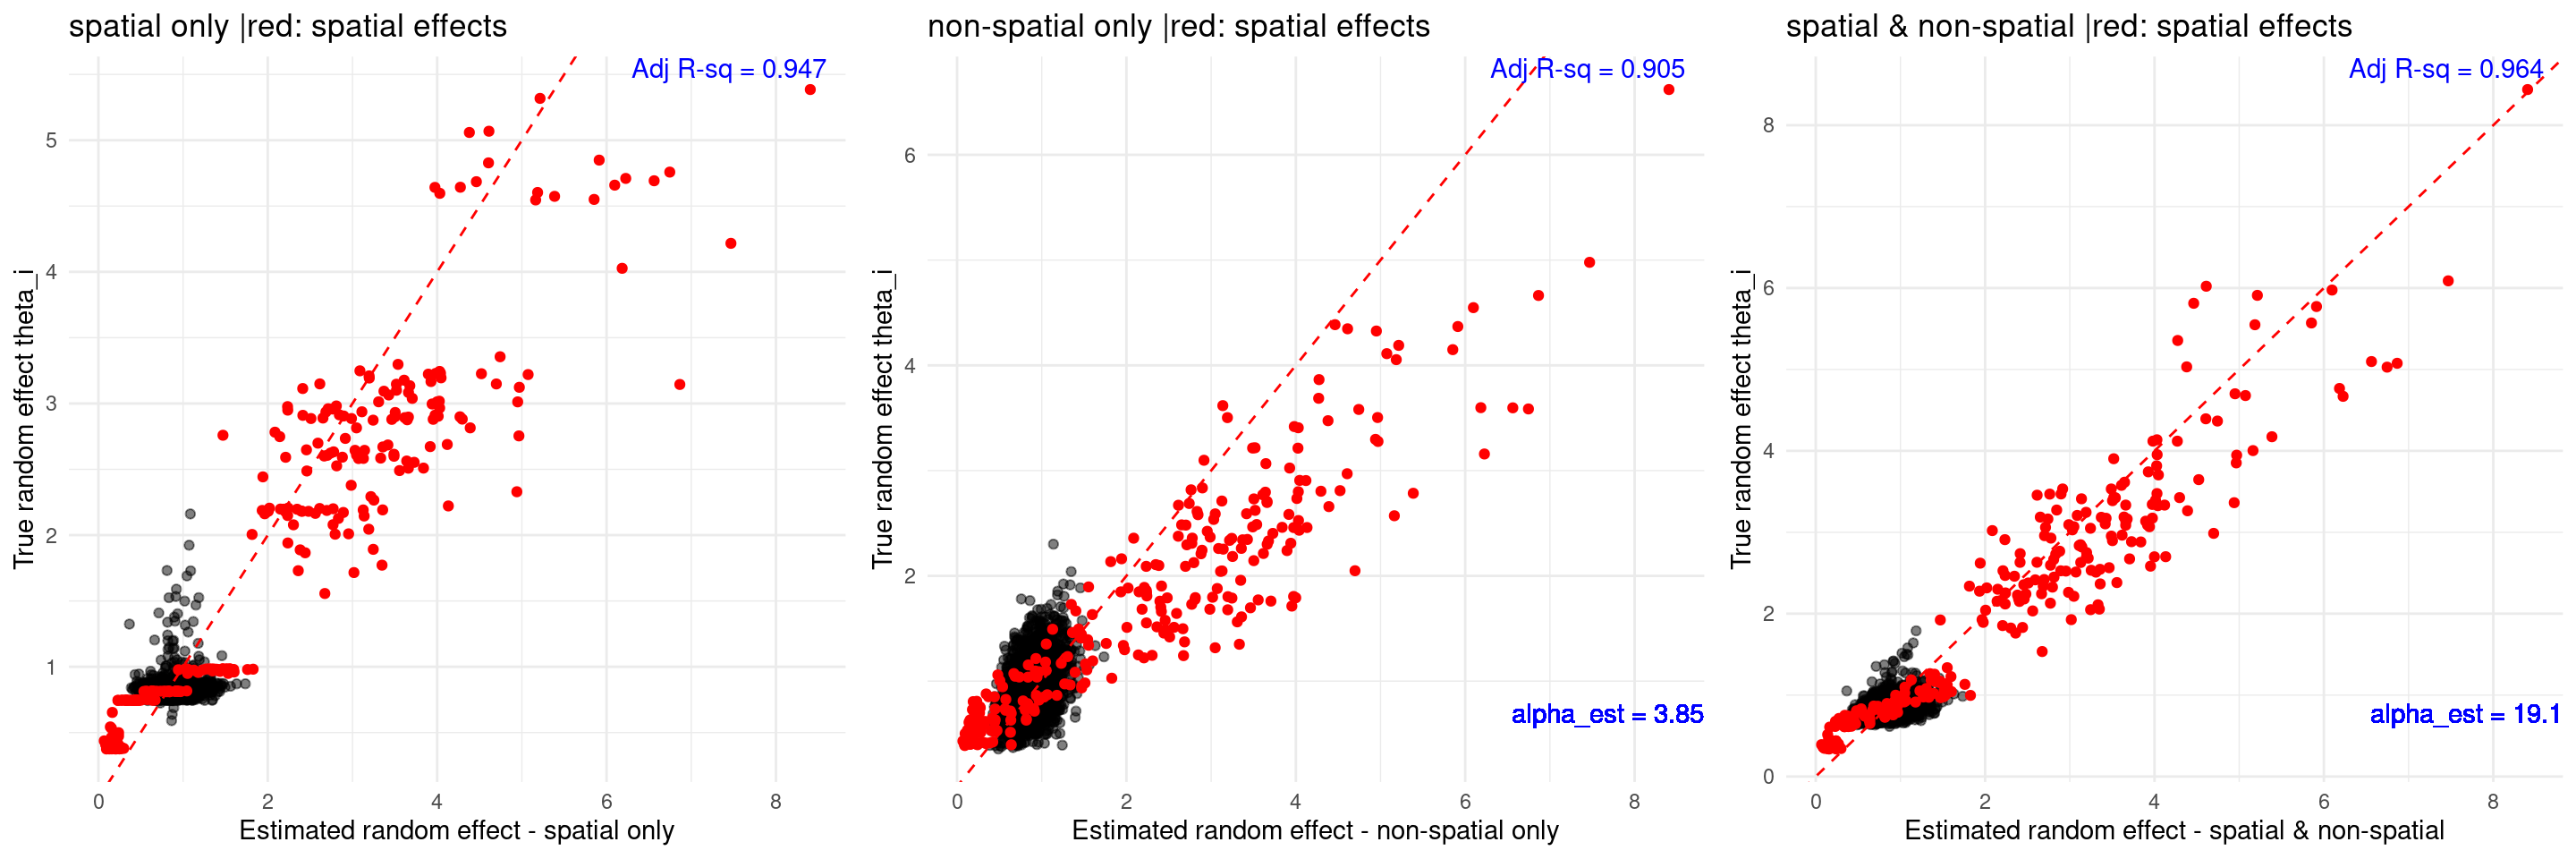 spatial only |red: spatial effects
Adj R-sq = 0.947
True random effect theta_i
5
4
3
2
1
0
2
4
6
8
Estimated random effect - spatial only
non-spatial only |red: spatial effects
Adj R-sq = 0.905
True random effect theta_i
6
4
2
alpha_est = 3.85
0
2
4
6
8
Estimated random effect - non-spatial only
spatial & non-spatial |red: spatial effects
Adj R-sq = 0.964
True random effect theta_i
8
6
4
2
0
alpha_est = 19.1
0
2
4
6
8
Estimated random effect - spatial & non-spatial